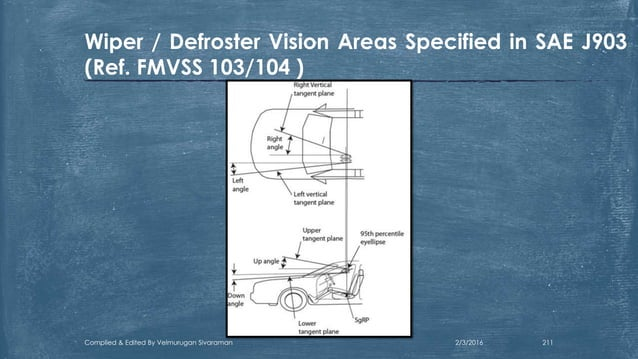 Wiper / Defroster Vision Areas Specified in SAE J903
(Ref. FMVSS 103/104 )
Right Vertical
tangent plane
Right
angle
Left
angle
Left vertical
tangent plane
Upper
tangent plane
95th percentile
eyellipse
Up angle
Down
angle
Lower
tangent plane
SgRP
Complied & Edited By Velmurugan Sivaraman
2/3/2016
211